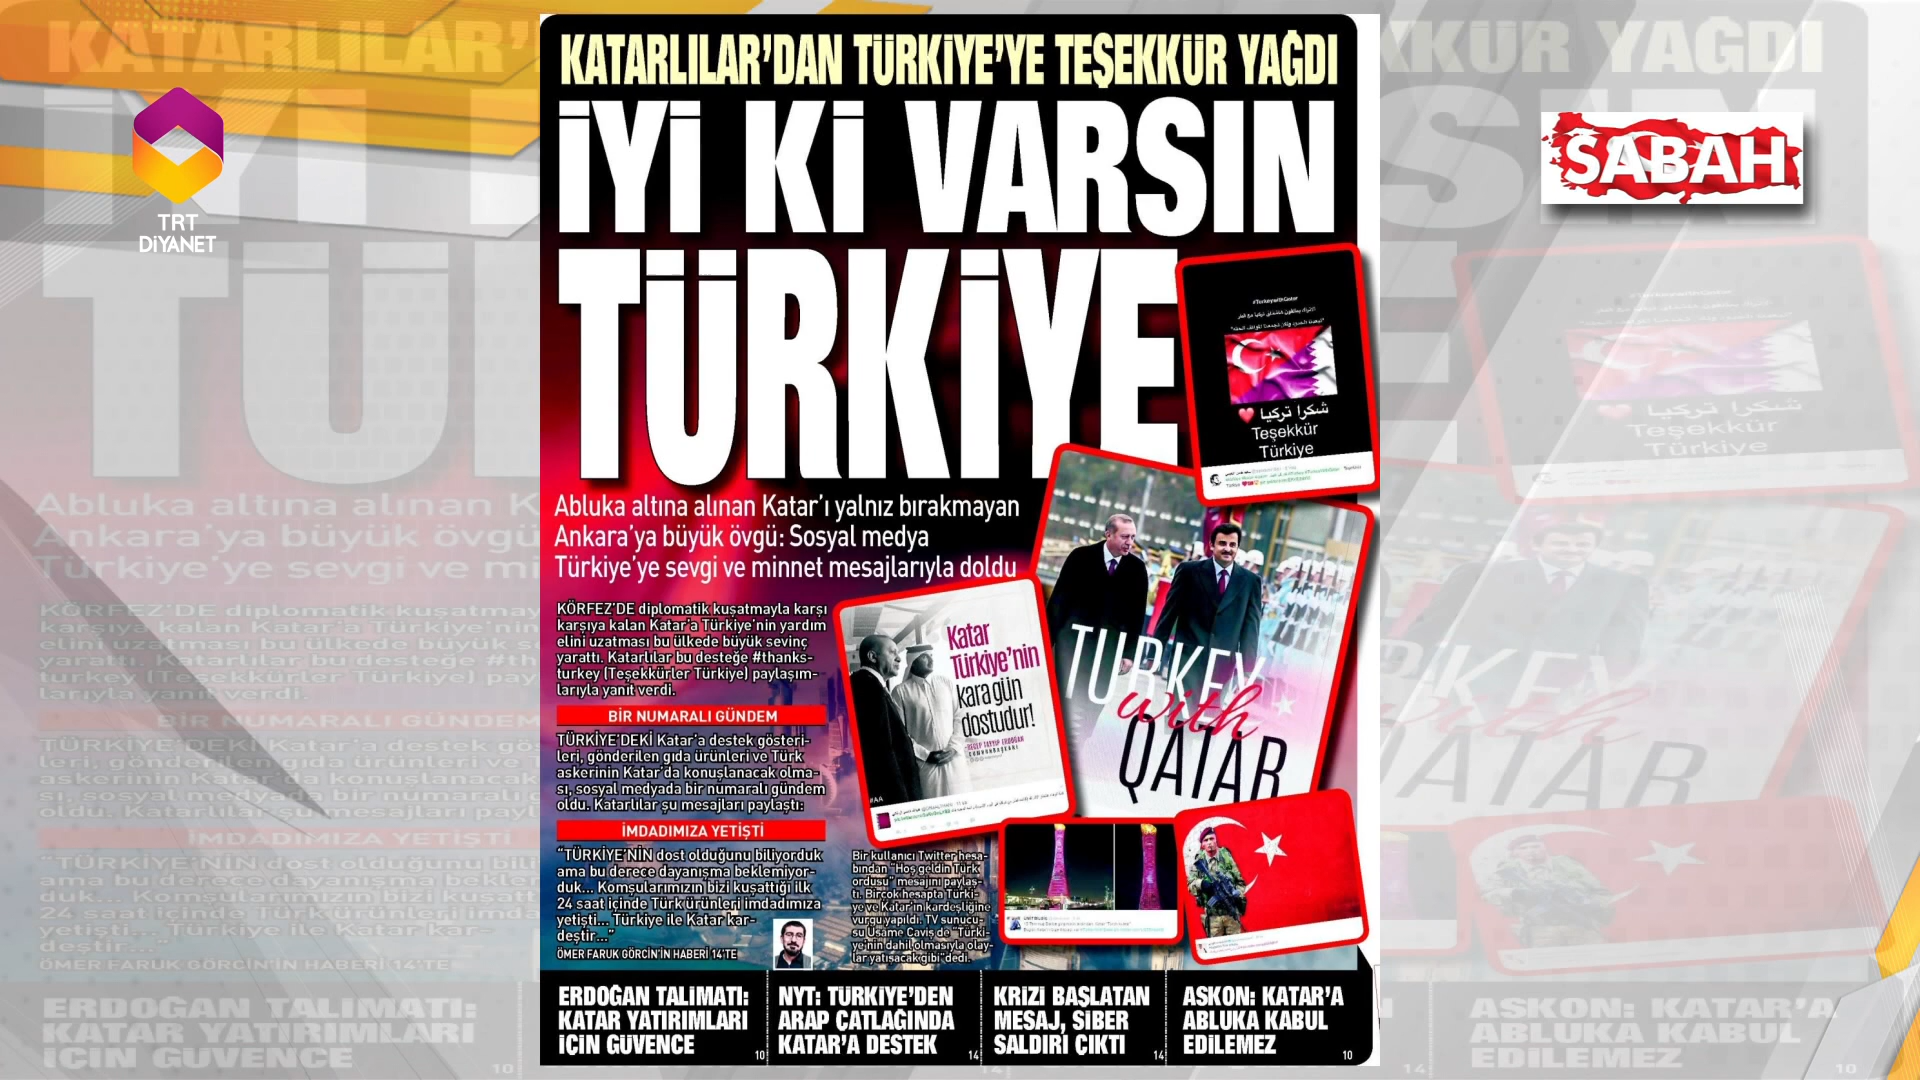 TRT
DİYANET
SABAH
KATARLILAR'DAN TÜRKİYE'YE TEŞEKKÜR YAĞDI
İYİ Kİ VARSIN
TÜRKİYE
#TurkeywithQatar
شكرا تركيا
Teşekkür
Türkiye
Abluka altına alınan Katar'ı yalnız bırakmayan
Ankara'ya büyük övgü: Sosyal medya
Türkiye'ye sevgi ve minnet mesajlarıyla doldu
KÖRFEZ'DE diplomatik kuşatmayla karşı
karşıya kalan Katar'a Türkiye'nin yardım
elini uzatması bu ülkede büyük sevinç
yarattı. Katarlılar bu desteğe #thanks-
turkey (Teşekkürler Türkiye) paylaşım-
larıyla yanıt verdi.
BİR NUMARALI GÜNDEM
TÜRKİYE'DEKİ Katar'a destek gösteri-
leri, gönderilen gıda ürünleri ve Türk
askerinin Katar'da konuşlanacak olma-
sı, sosyal medyada bir numaralı gündem
oldu. Katarlılar şu mesajları paylaştı:
İMDADIMIZA YETİŞTİ
"TÜRKİYE'NİN dost olduğunu biliyorduk
ama bu derece dayanışma beklemiyor-
duk... Komşularımızın bizi kuşattığı ilk
24 saat içinde Türk ürünleri imdadımıza
yetişti... Türkiye ile Katar kar-
deştir..."
ÖMER FARUK GÖRCİN'İN HABERİ 14'TE
Katar
Türkiye'nin
kara gün
dostudur!
-RECEP TAYYİP ERDOĞAN
CUMHURBAŞKANI
#AA
TURKEY
with
QATAR
Bir kullanıcı Twitter hesa-
bından "Hoş geldin Türk
ordusu" mesajını paylaş-
tı. Birçok hesapta Türki-
ye ve Katar'ın kardeşliğine
vurgu yapıldı. TV sunucu-
su Usame Caviş de "Türki-
ye'nin dahil olmasıyla olay-
lar yatışacak gibi" dedi.
ERDOĞAN TALİMATI:
KATAR YATIRIMLARI
İÇİN GÜVENCE
10
NYT: TÜRKİYE'DEN
ARAP ÇATLAĞINDA
KATAR'A DESTEK
14
KRİZİ BAŞLATAN
MESAJ, SİBER
SALDIRI ÇIKTI
14
ASKON: KATAR'A
ABLUKA KABUL
EDİLEMEZ
10